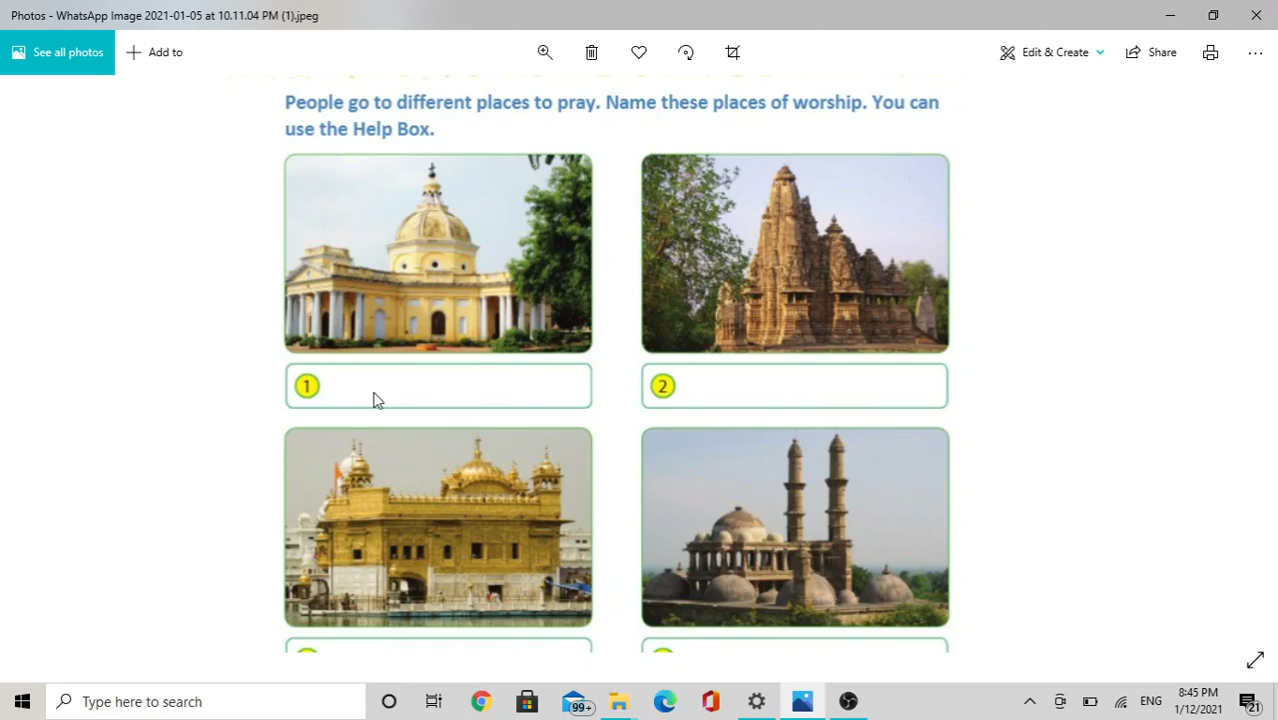 Photos - WhatsApp Image 2021-01-05 at 10.11.04 PM (1).jpeg
See all photos
Add to
Edit & Create
Share
People go to different places to pray. Name these places of worship. You can
use the Help Box.
1
2
Type here to search
99+
ENG
8:45 PM
1/12/2021
21